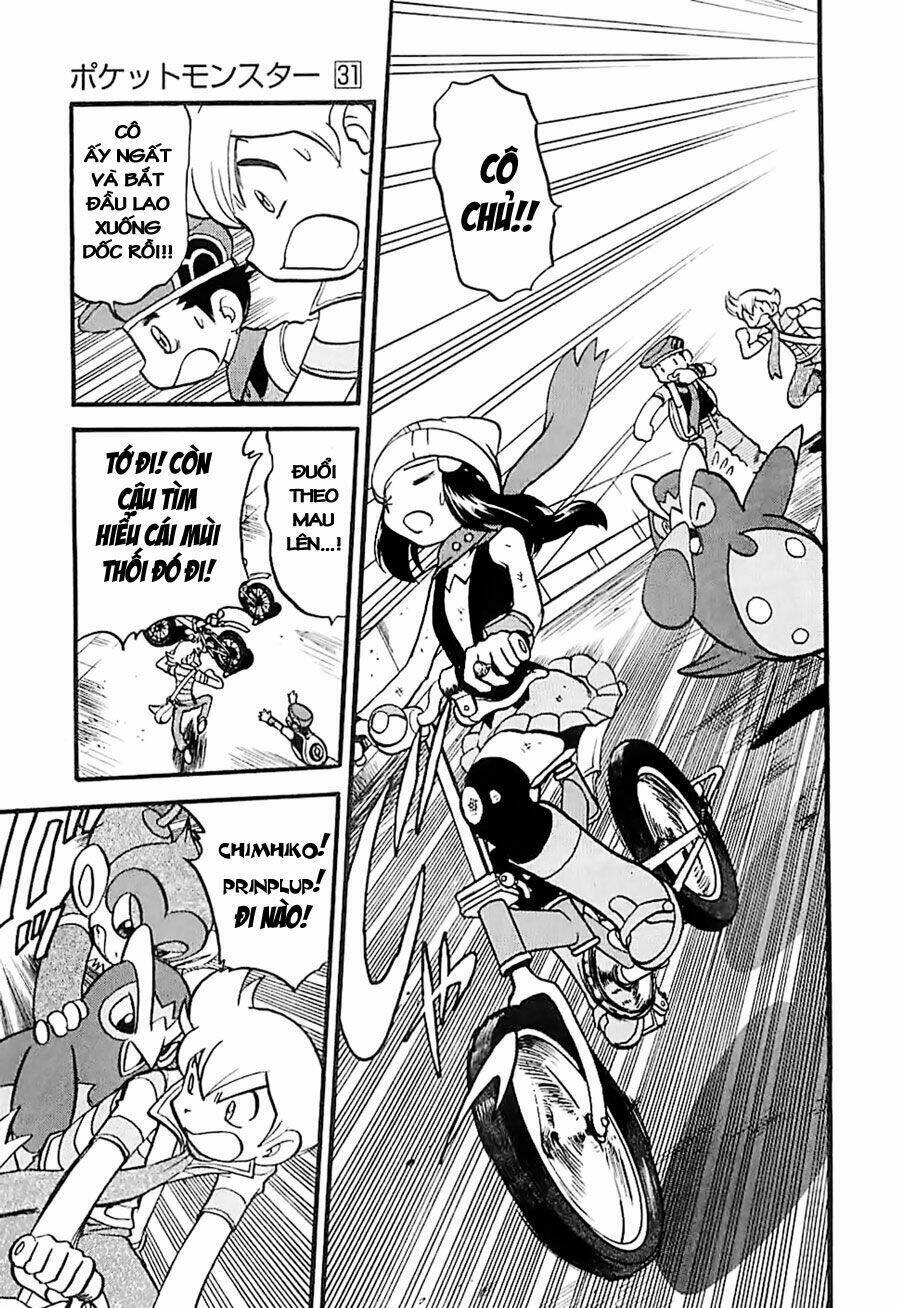 ポケットモンスター 31
CÔ
CHỦ!!
CÔ
ẤY NGẤT
VÀ BẮT
ĐẦU LAO
XUỐNG
DỐC RỒI!!
ĐUỔI
THEO
MAU
LÊN...!
TỚ ĐI! CÒN
CẬU TÌM
HIỂU CÁI MÙI
THỐI ĐÓ ĐI!
CHIMHIKO!
PRINPLUP!
ĐI NÀO!